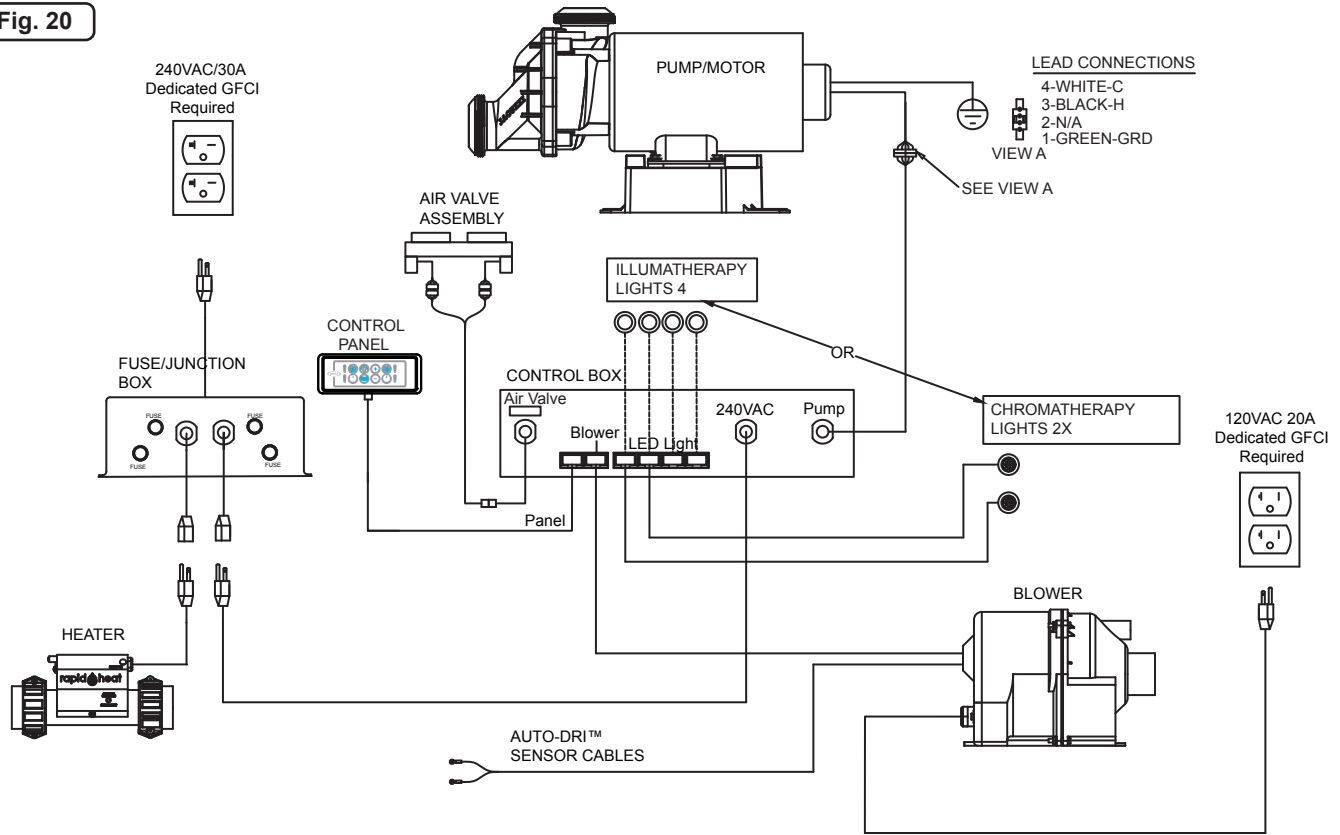 Fig. 20
240VAC/30A
Dedicated GFCI
Required
PUMP/MOTOR
LEAD CONNECTIONS
4-WHITE-C
3-BLACK-H
2-N/A
1-GREEN-GRD
VIEW A
SEE VIEW A
AIR VALVE
ASSEMBLY
ILLUMATHERAPY
LIGHTS 4
CONTROL
PANEL
OR
FUSE/JUNCTION
BOX
CONTROL BOX
Air Valve
Blower
LED Light
240VAC
Pump
Panel
CHROMATHERAPY
LIGHTS 2X
120VAC 20A
Dedicated GFCI
Required
FUSE
FUSE
FUSE
FUSE
HEATER
rapid heat
BLOWER
AUTO-DRI™
SENSOR CABLES